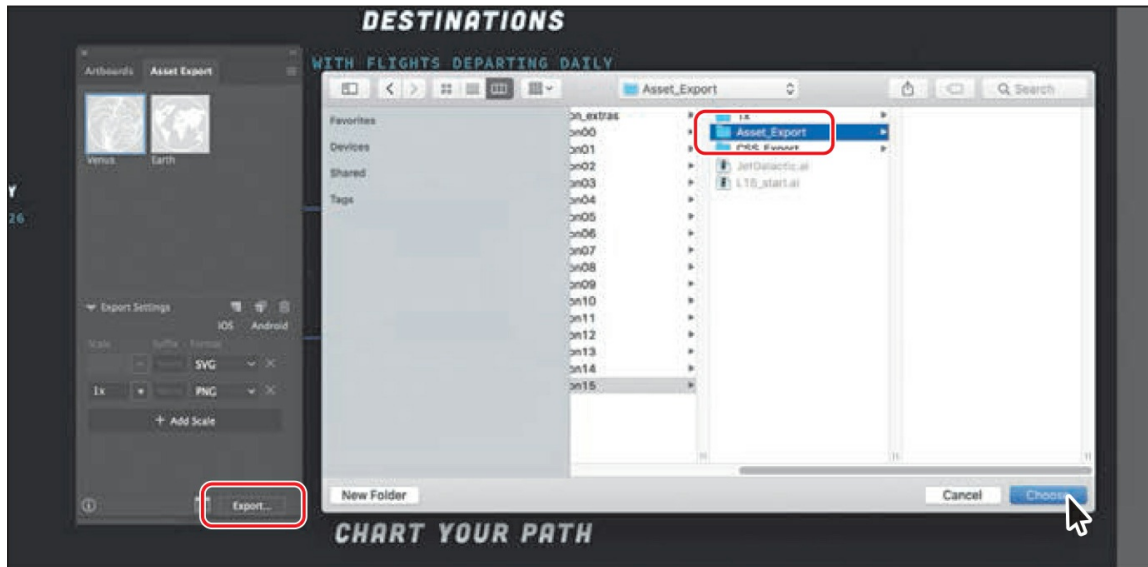 DESTINATIONS
WITH FLIGHTS DEPARTING DAILY
Artboards Asset Export
Venus Earth
Y
26
Export Settings
iOS Android
Scale Suffix Format
SVG
1x PNG
+ Add Scale
Export...
Asset_Export
Search
Favorites
Devices
Shared
Tags
on_extras
on00
on01
on02
on03
on04
on05
on06
on07
on08
on09
on10
on11
on12
on13
on14
on15
1x
Asset_Export
CSS_Export
JetGalactic.ai
L15_start.ai
New Folder
Cancel Choose
CHART YOUR PATH